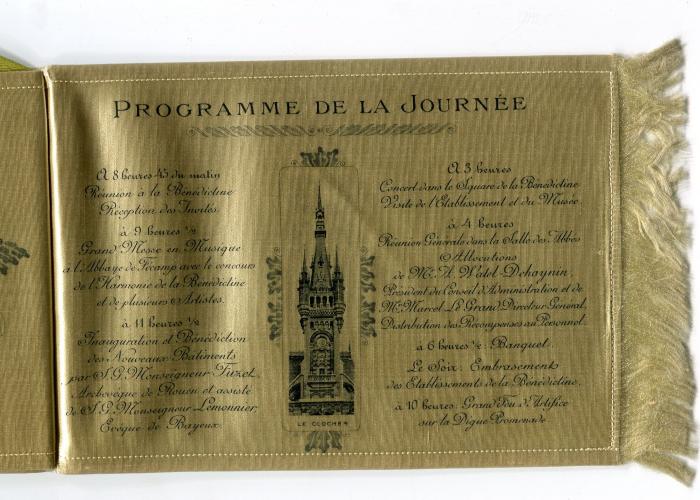 PROGRAMME DE LA JOURNÉE
A 8 heures 45 du matin
Réunion à la Bénédictine
Réception des Invités.
à 9 heures ½
Grand' Messe en Musique
à l'Abbaye de Fécamp avec le concours
de l'Harmonie de la Bénédictine
et de plusieurs Artistes.
à 11 heures ½
Inauguration et Bénédiction
des Nouveaux Bâtiments
par S.G. Monseigneur Fuzet,
Archevêque de Rouen et assisté
de S.G. Monseigneur Lemonnier,
Evêque de Bayeux.
LE CLOCHER
A 3 heures
Concert dans le Square de la Bénédictine
Visite de l'Etablissement et du Musée.
à 4 heures
Réunion Générale dans la Salle des Abbés
Allocutions
de Mr. A.
Président du Conseil d'Administration et de
Mr. Marcel Le Grand Directeur Général,
Distribution des Récompenses au Personnel.
à 6 heures ½: Banquet.
Le Soir: Embrasement
des Etablissements de la Bénédictine.
à 10 heures: Grand Feu d'Artifice
sur la Digue Promenade